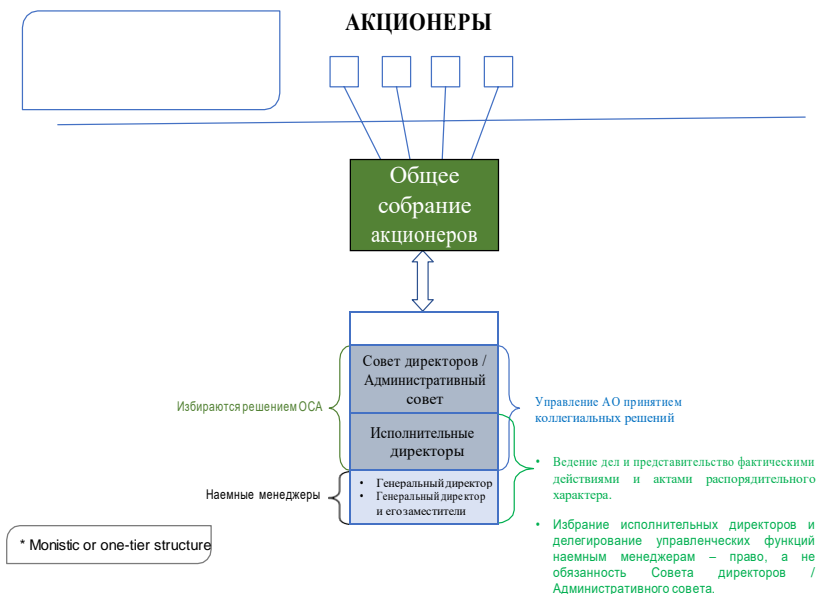 АКЦИОНЕРЫ
Общее
собрание
акционеров
Совет директоров /
Административный
совет
Избираются решением ОСА
Управление АО принятием
коллегиальных решений
Исполнительные
директоры
• Ведение дел и представительство фактическими
действиями и актами распорядительного
характера.
Наемные менеджеры
• Генеральный директор
• Генеральный директор
и его заместители
• Избрание исполнительных директоров и
делегирование управленческих функций
наемным менеджерам – право, а не
обязанность Совета директоров /
Административного совета.
* Monistic or one-tier structure